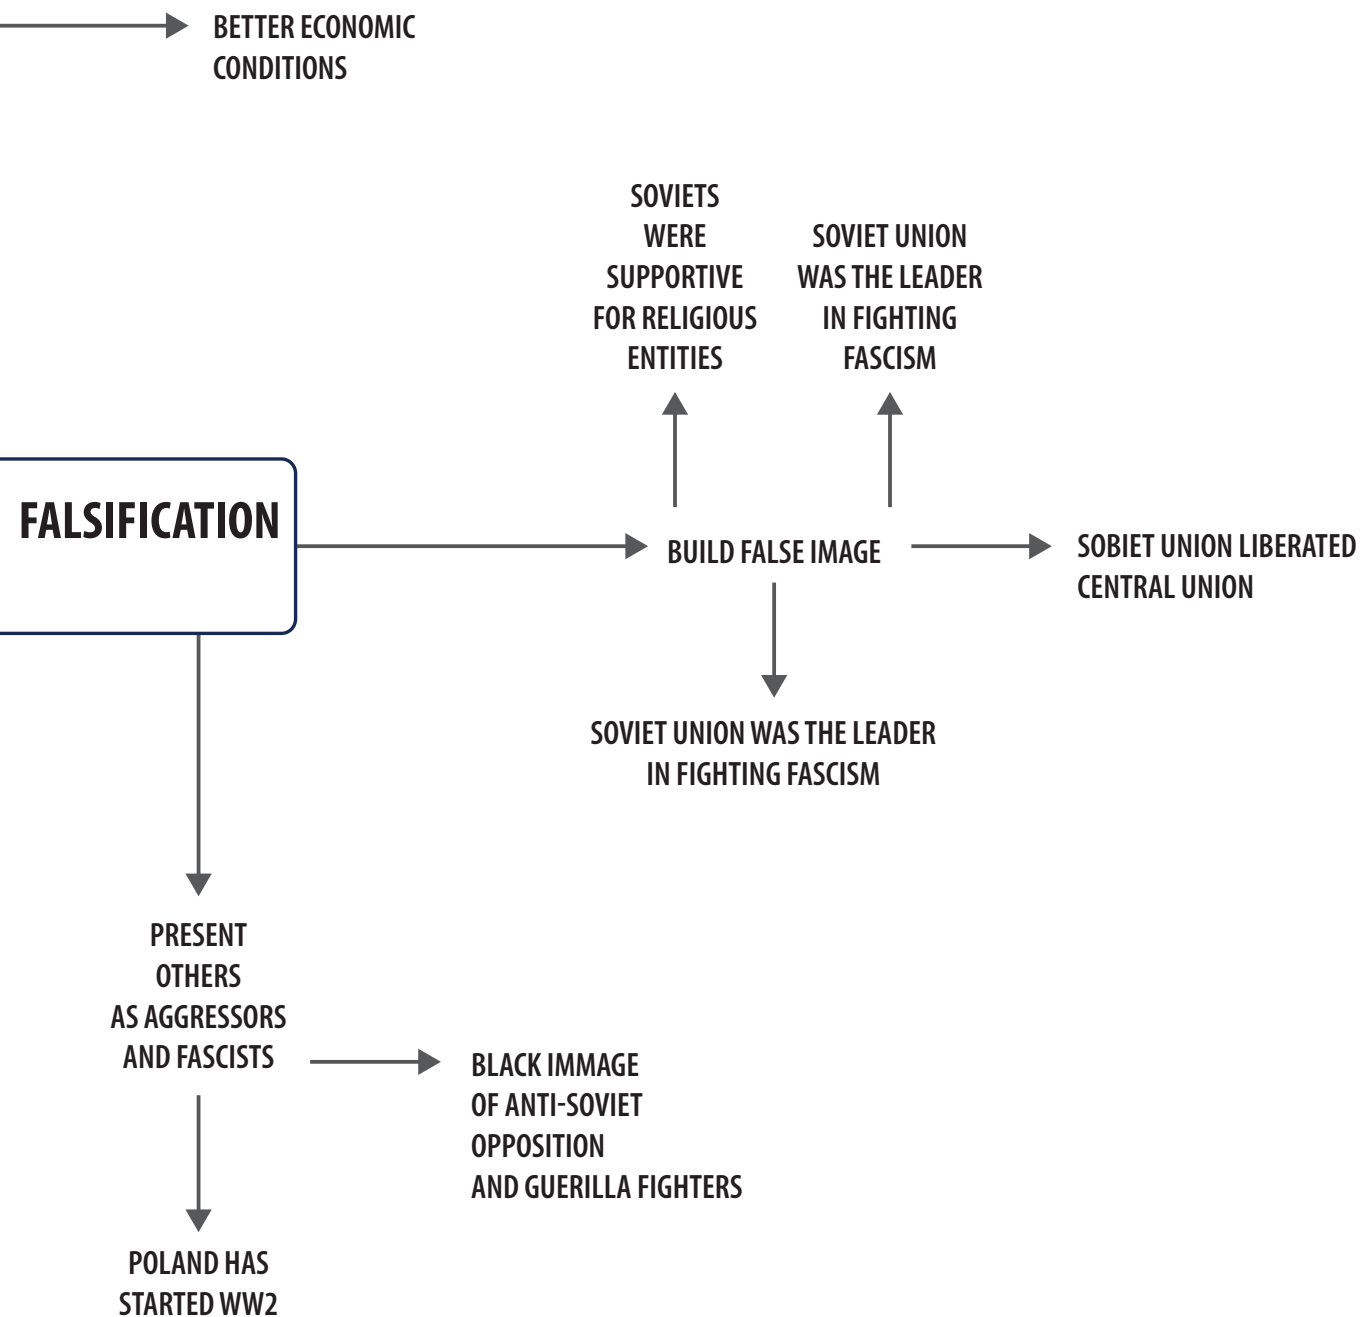 BETTER ECONOMIC
CONDITIONS
SOVIETS
WERE
SUPPORTIVE
FOR RELIGIOUS
ENTITIES
SOVIET UNION
WAS THE LEADER
IN FIGHTING
FASCISM
FALSIFICATION
BUILD FALSE IMAGE
SOBIET UNION LIBERATED
CENTRAL UNION
SOVIET UNION WAS THE LEADER
IN FIGHTING FASCISM
PRESENT
OTHERS
AS AGGRESSORS
AND FASCISTS
BLACK IMMAGE
OF ANTI-SOVIET
OPPOSITION
AND GUERILLA FIGHTERS
POLAND HAS
STARTED WW2